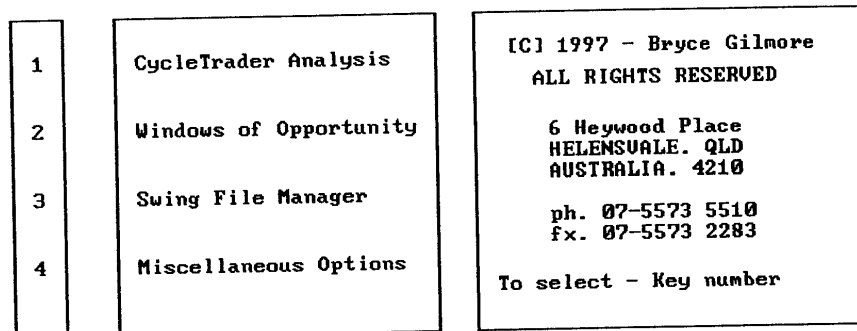 1 CycleTrader Analysis
2 Windows of Opportunity
3 Swing File Manager
4 Miscellaneous Options
[C] 1997 - Bryce Gilmore
ALL RIGHTS RESERVED
6 Heywood Place
HELENSVALE. QLD
AUSTRALIA. 4210
ph. 07-5573 5510
fx. 07-5573 2283
To select - Key number